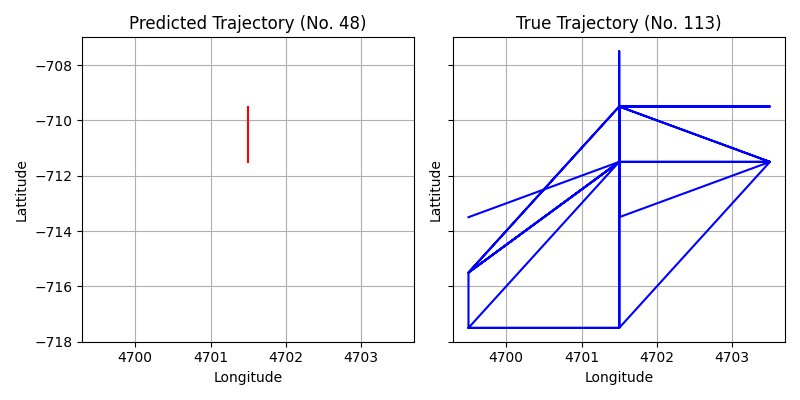 Predicted Trajectory (No. 48)
True Trajectory (No. 113)
−708
−710
−712
−714
−716
−718
Lattitude
Lattitude
4700
4701
4702
4703
4700
4701
4702
4703
Longitude
Longitude